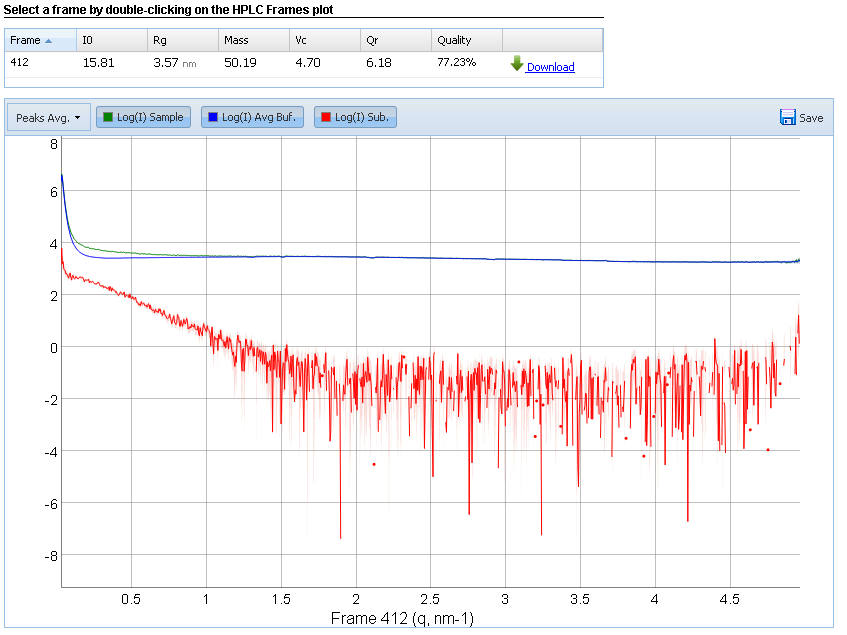 Select a frame by double-clicking on the HPLC Frames plot
Frame I0 Rg Mass Vc Qr Quality
412 15.81 3.57 nm 50.19 4.70 6.18 77.23% Download
Peaks Avg. Log(I) Sample Log(I) Avg Buf. Log(I) Sub. Save
8
6
4
2
0
-2
-4
-6
-8
0.5 1 1.5 2 2.5 3 3.5 4 4.5
Frame 412 (q, nm-1)